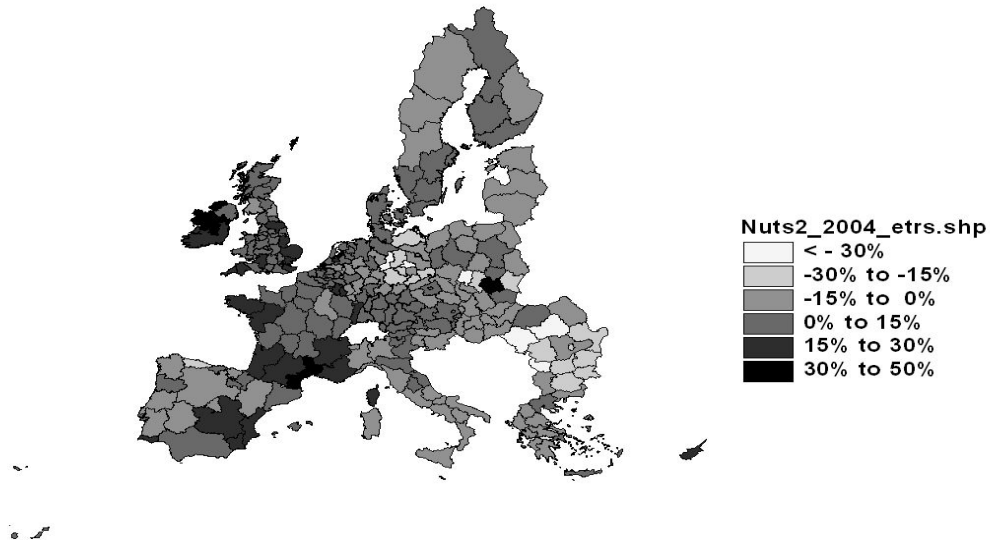 Nuts2_2004_etrs.shp
< - 30%
-30% to -15%
-15% to 0%
0% to 15%
15% to 30%
30% to 50%